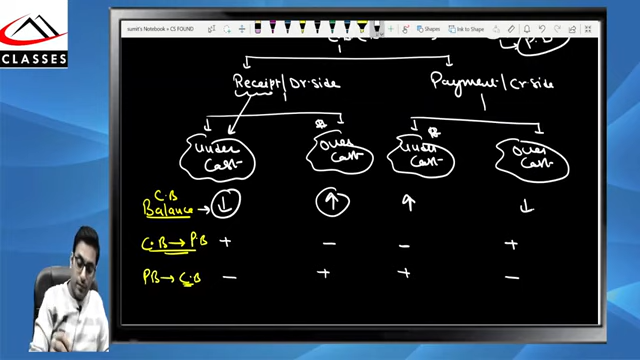 CLASSES
sumit's Notebook » CS FOUND
Shapes
Ink to Shape
P.B
Receipt/Dr. side
Payment/Cr side
Under Cast
Over Cast
Under Cast
Over Cast
C.B
Balance → ↓ ↑ ↑ ↓
C.B → P.B + − − +
PB → C.B − + + −